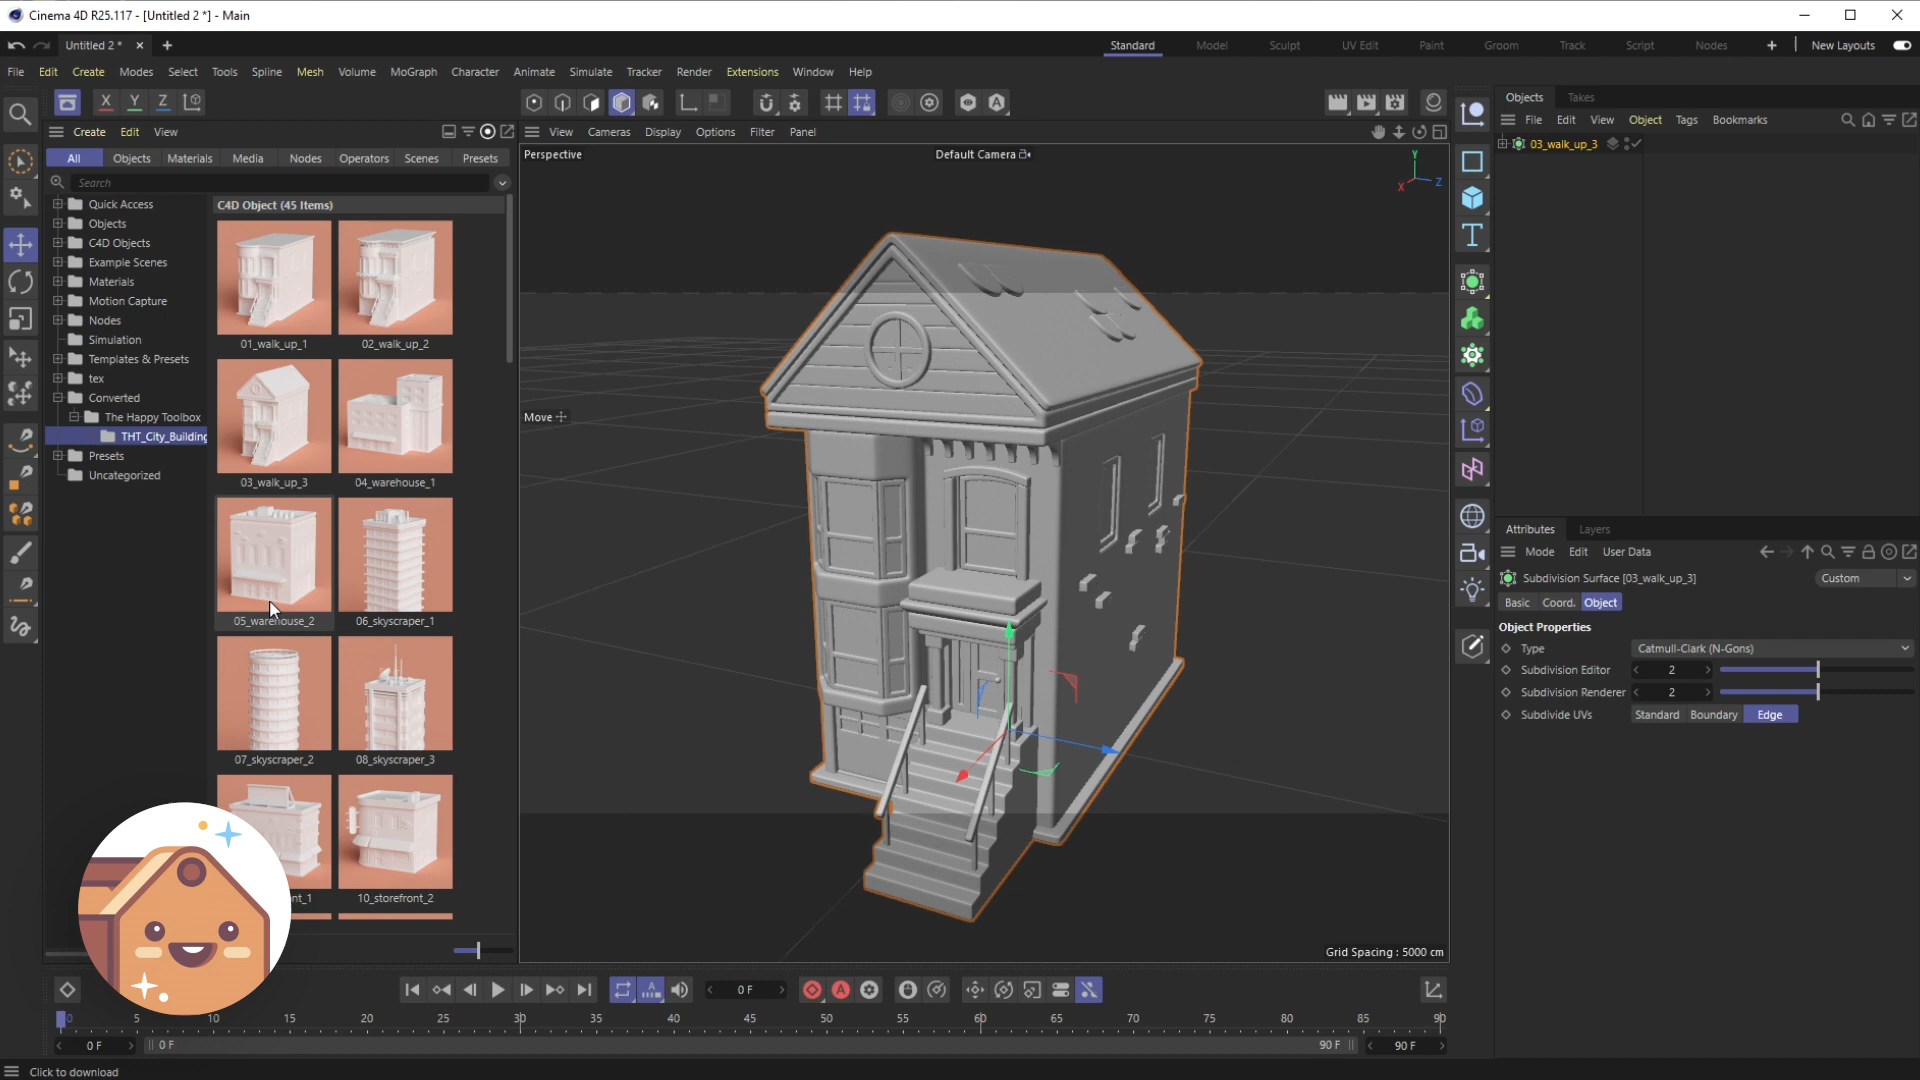 Cinema 4D R25.117 - [Untitled 2 *] - Main
Untitled 2 *
Standard Model Sculpt UV Edit Paint Groom Track Script Nodes New Layouts
File Edit Create Modes Select Tools Spline Mesh Volume MoGraph Character Animate Simulate Tracker Render Extensions Window Help
X Y Z
Create Edit View
All Objects Materials Media Nodes Operators Scenes Presets
Search
Quick Access
Objects
C4D Objects
Example Scenes
Materials
Motion Capture
Nodes
Simulation
Templates & Presets
tex
Converted
The Happy Toolbox
THT_City_Building
Presets
Uncategorized
C4D Object (45 Items)
01_walk_up_1 02_walk_up_2
03_walk_up_3 04_warehouse_1
05_warehouse_2 06_skyscraper_1
07_skyscraper_2 08_skyscraper_3
nt_1 10_storefront_2
View Cameras Display Options Filter Panel
Perspective Default Camera
Y
X Z
Move
Grid Spacing : 5000 cm
Objects Takes
File Edit View Object Tags Bookmarks
03_walk_up_3
Attributes Layers
Mode Edit User Data
Subdivision Surface [03_walk_up_3] Custom
Basic Coord. Object
Object Properties
Type Catmull-Clark (N-Gons)
Subdivision Editor 2
Subdivision Renderer 2
Subdivide UVs Standard Boundary Edge
0 F
0 5 10 15 20 25 30 35 40 45 50 55 60 65 70 75 80 85 90
0 F 0 F 90 F 90 F
Click to download